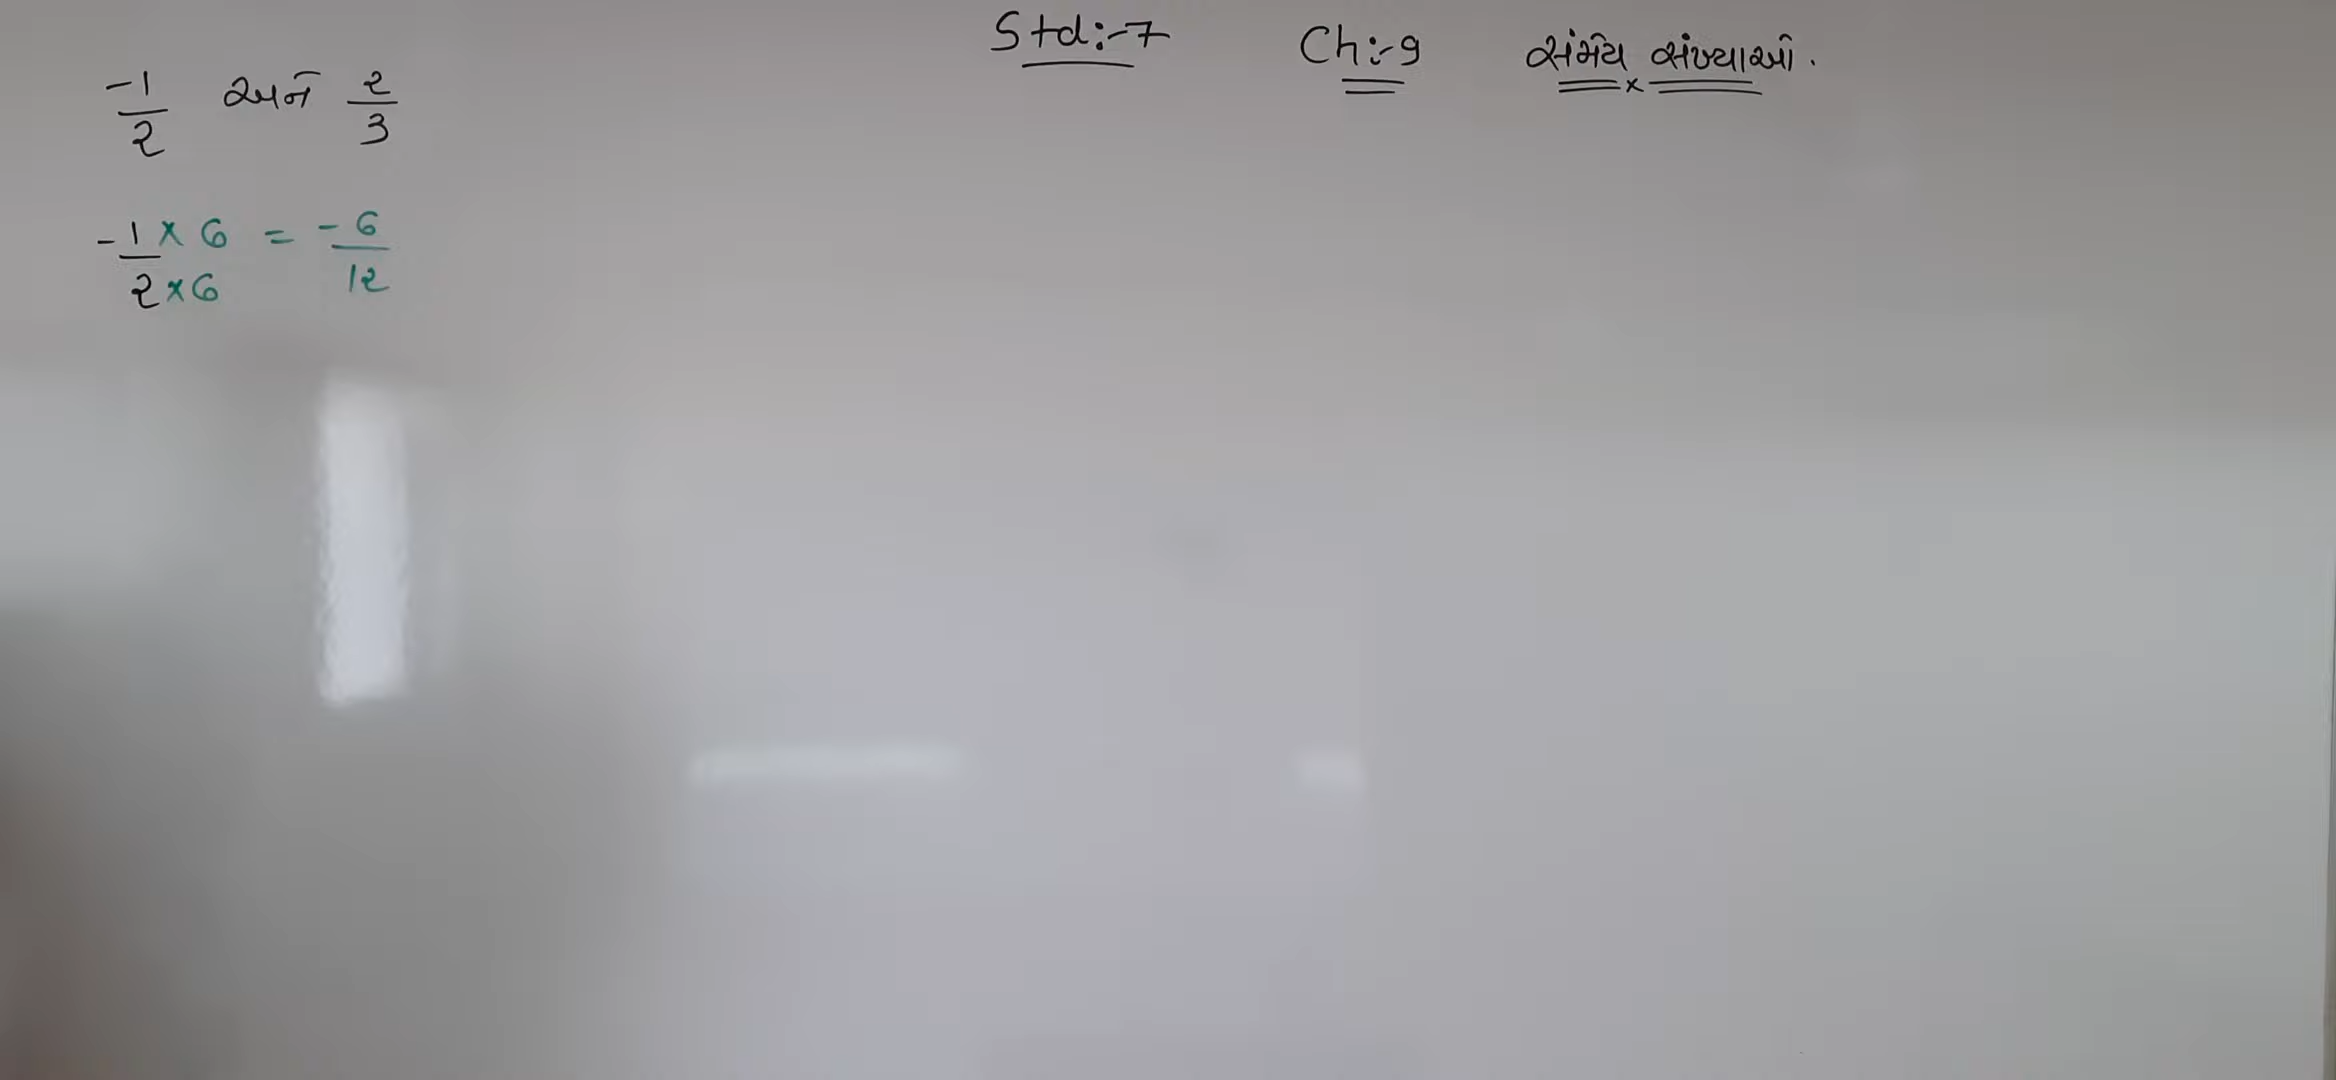 Std:-7 Ch:-9 સંમેય સંખ્યાઓ.
-1/2 અને 2/3
-1 × 6 / 2 × 6 = -6/12